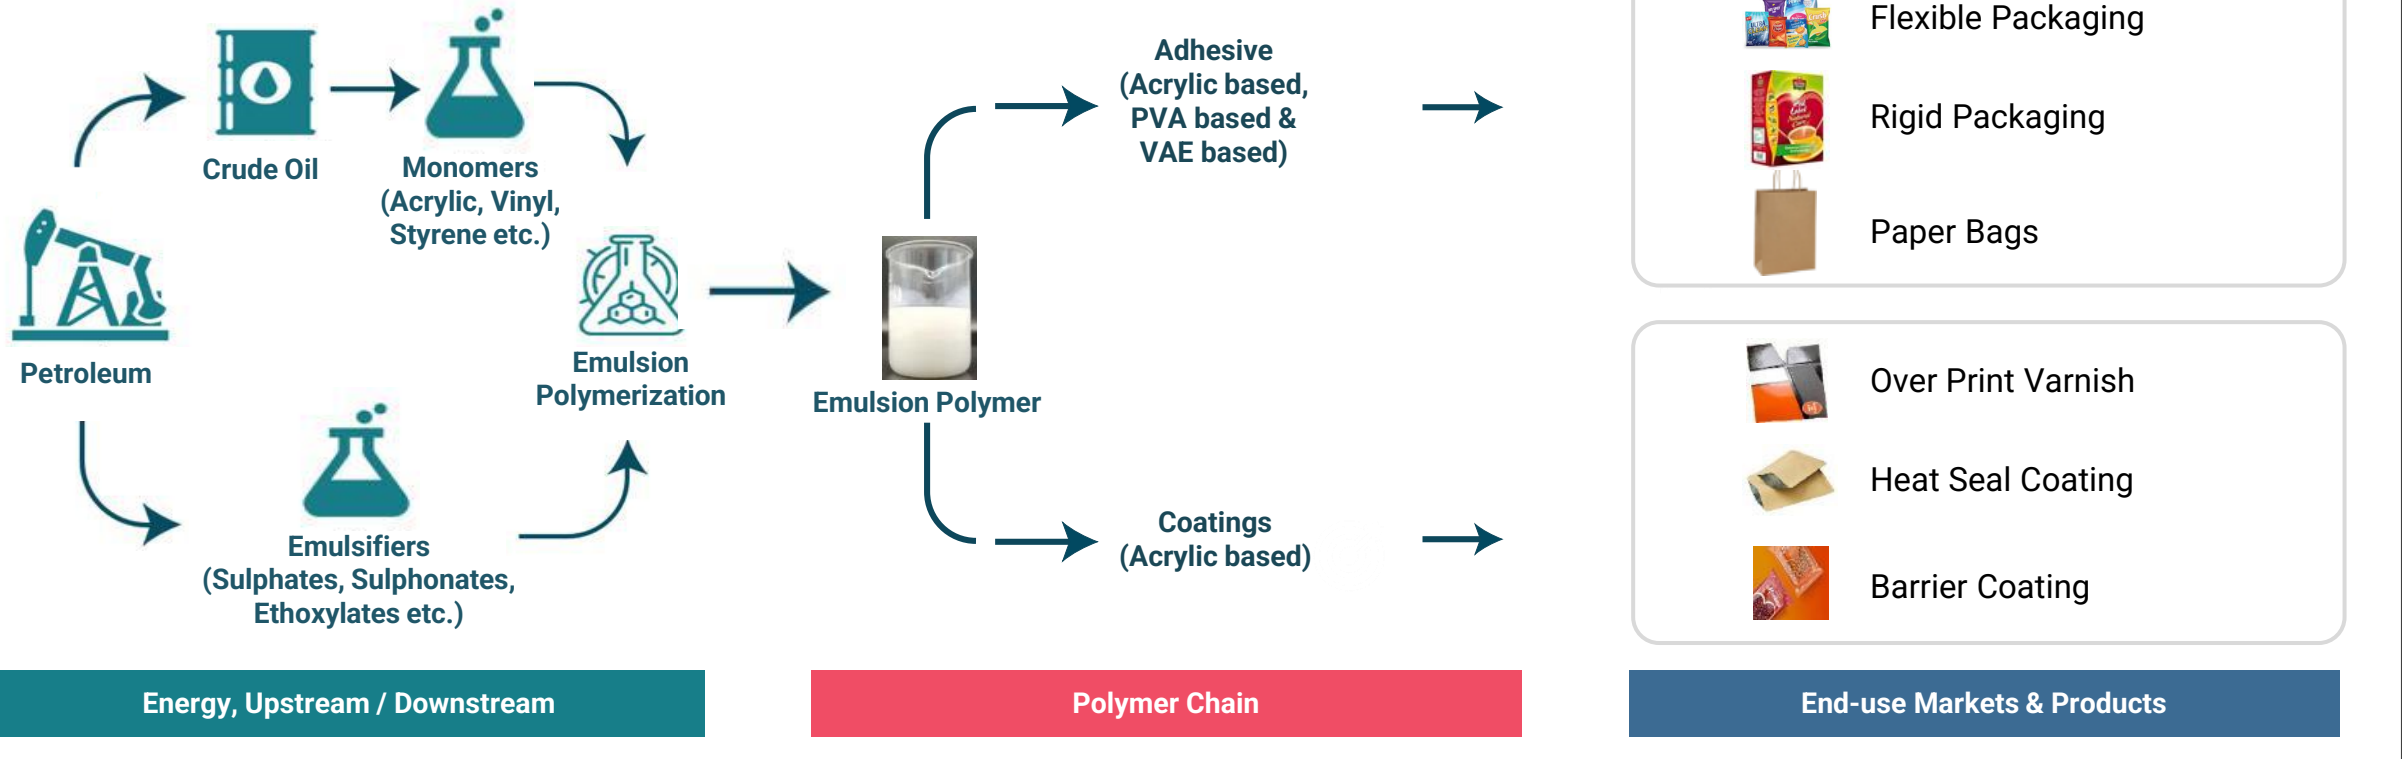 Flexible Packaging
Adhesive
(Acrylic based,
PVA based &
VAE based)
Rigid Packaging
Crude Oil
Monomers
(Acrylic, Vinyl,
Styrene etc.)
Paper Bags
Petroleum
Emulsion
Polymerization
Emulsion Polymer
Over Print Varnish
Heat Seal Coating
Coatings
(Acrylic based)
Emulsifiers
(Sulphates, Sulphonates,
Ethoxylates etc.)
Barrier Coating
Energy, Upstream / Downstream
Polymer Chain
End-use Markets & Products